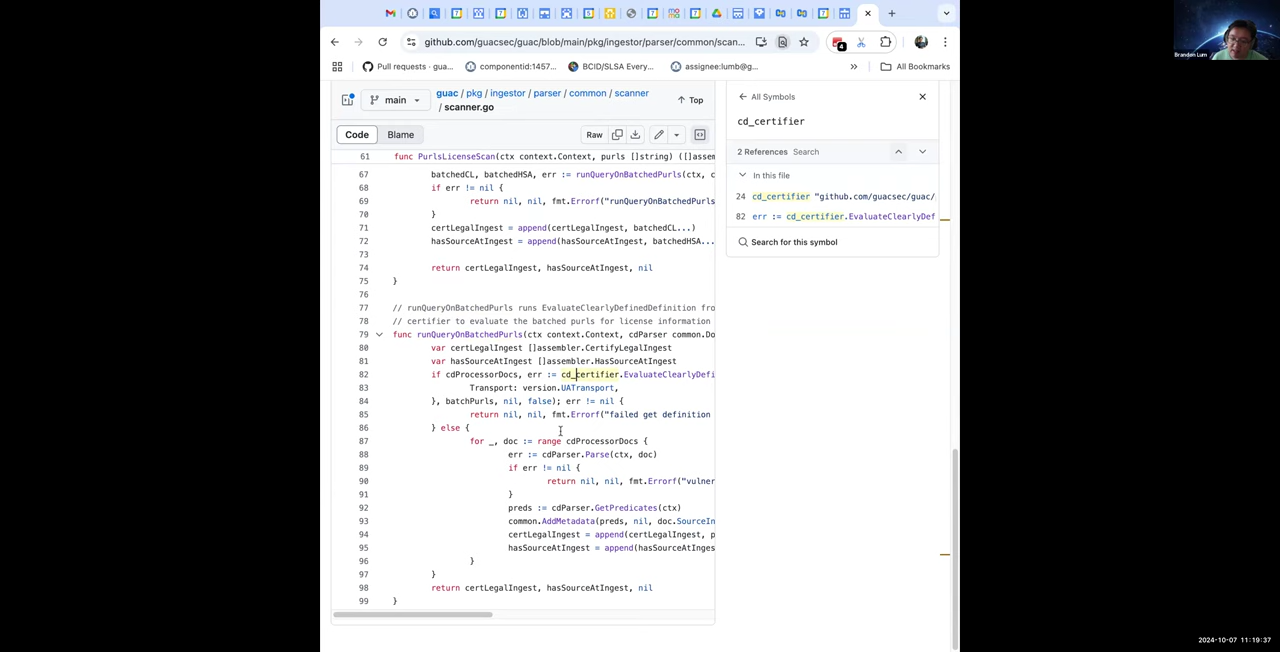 github.com/guacsec/guac/blob/main/pkg/ingestor/parser/common/scan...
4
Pull requests · gua...
componentid:1457...
BCID/SLSA Every...
assignee:lumb@g...
»
All Bookmarks
Brandon Lum
main
guac / pkg / ingestor / parser / common / scanner
/ scanner.go
Top
Code
Blame
Raw
61 func PurlsLicenseScan(ctx context.Context, purls []string) ([]assem
67 batchedCL, batchedHSA, err := runQueryOnBatchedPurls(ctx, c
68 if err != nil {
69 return nil, nil, fmt.Errorf("runQueryOnBatchedPurls
70 }
71 certLegalIngest = append(certLegalIngest, batchedCL...)
72 hasSourceAtIngest = append(hasSourceAtIngest, batchedHSA...
73
74 return certLegalIngest, hasSourceAtIngest, nil
75 }
76
77 // runQueryOnBatchedPurls runs EvaluateClearlyDefinedDefinition fro
78 // certifier to evaluate the batched purls for license information
79 func runQueryOnBatchedPurls(ctx context.Context, cdParser common.Do
80 var certLegalIngest []assembler.CertifyLegalIngest
81 var hasSourceAtIngest []assembler.HasSourceAtIngest
82 if cdProcessorDocs, err := cd_certifier.EvaluateClearlyDefi
83 Transport: version.UATransport,
84 }, batchPurls, nil, false); err != nil {
85 return nil, nil, fmt.Errorf("failed get definition
86 } else {
87 for _, doc := range cdProcessorDocs {
88 err := cdParser.Parse(ctx, doc)
89 if err != nil {
90 return nil, nil, fmt.Errorf("vulner
91 }
92 preds := cdParser.GetPredicates(ctx)
93 common.AddMetadata(preds, nil, doc.SourceIn
94 certLegalIngest = append(certLegalIngest, p
95 hasSourceAtIngest = append(hasSourceAtInges
96 }
97 }
98 return certLegalIngest, hasSourceAtIngest, nil
99 }
All Symbols
cd_certifier
2 References Search
In this file
24 cd_certifier "github.com/guacsec/guac/
82 err := cd_certifier.EvaluateClearlyDef
Search for this symbol
2024-10-07 11:19:37